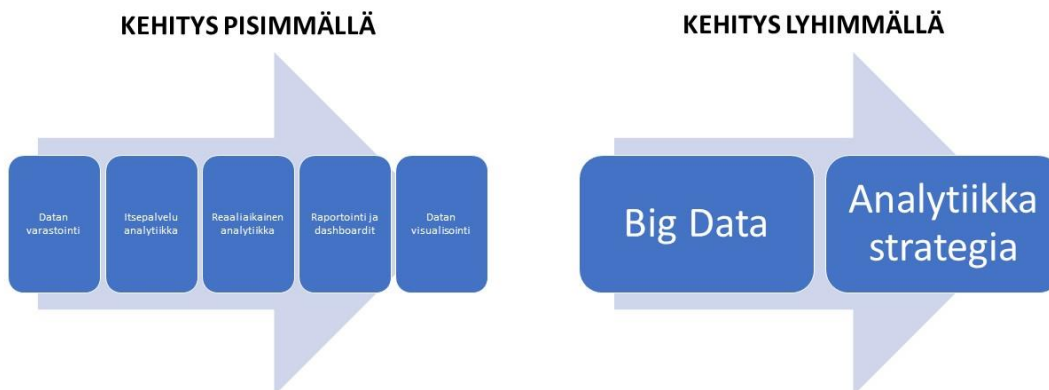 KEHITYS PISIMMÄLLÄ
Datan
varastointi
Itsepalvelu
analytiikka
Reaaliaikainen
analytiikka
Raportointi ja
dashboardit
Datan
visualisointi
KEHITYS LYHIMMÄLLÄ
Big Data
Analytiikka
strategia